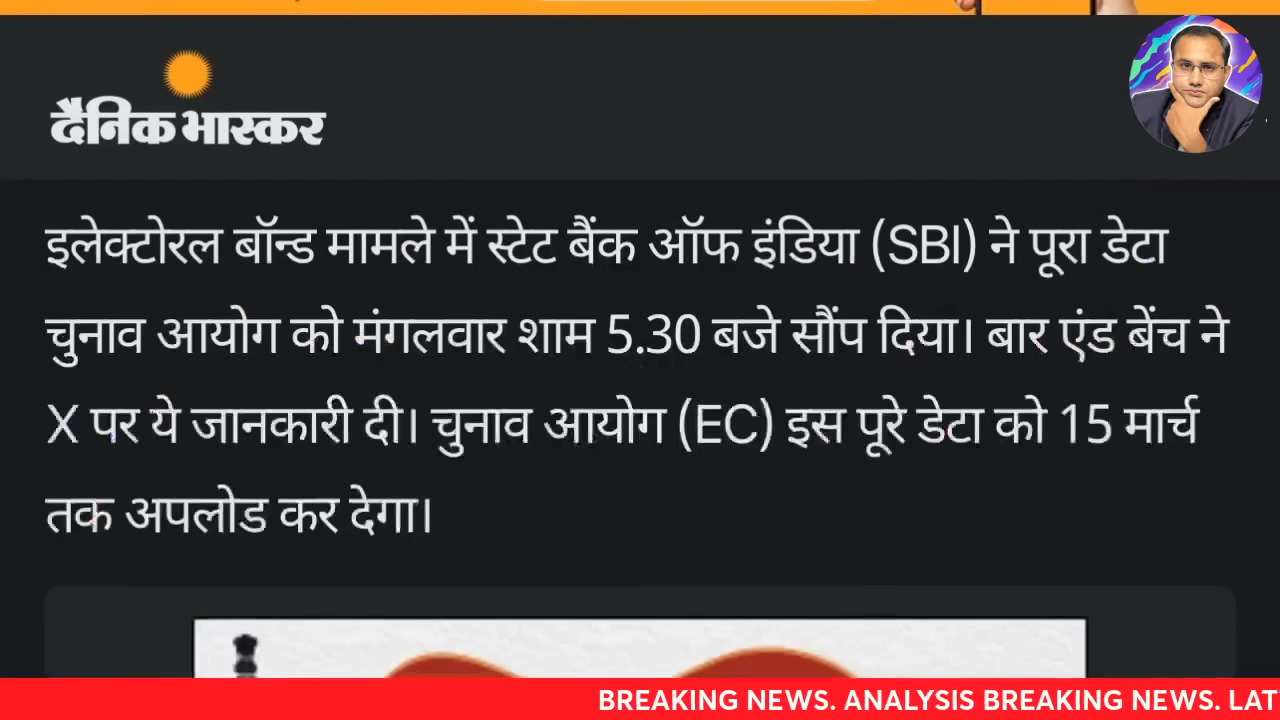 दैनिक भास्कर
इलेक्टोरल बॉन्ड मामले में स्टेट बैंक ऑफ इंडिया (SBI) ने पूरा डेटा
चुनाव आयोग को मंगलवार शाम 5.30 बजे सौंप दिया। बार एंड बेंच ने
X पर ये जानकारी दी। चुनाव आयोग (EC) इस पूरे डेटा को 15 मार्च
तक अपलोड कर देगा।
BREAKING NEWS. ANALYSIS BREAKING NEWS. LAT